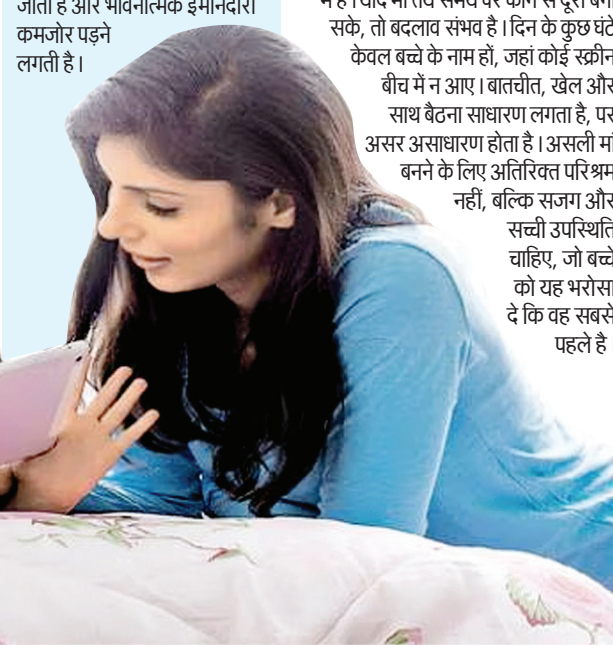 जाता है और भावनात्मक ईमानदारी
कमजोर पड़ने
लगती है।
सके, तो बदलाव संभव है। दिन के कुछ घंटे
केवल बच्चे के नाम हों, जहां कोई स्क्रीन
बीच में न आए। बातचीत, खेल और
साथ बैठना साधारण लगता है, पर
असर असाधारण होता है। असली मां
बनने के लिए अतिरिक्त परिश्रम
नहीं, बल्कि सजग और
सच्ची उपस्थिति
चाहिए, जो बच्चे
को यह भरोसा
दे कि वह सबसे
पहले है